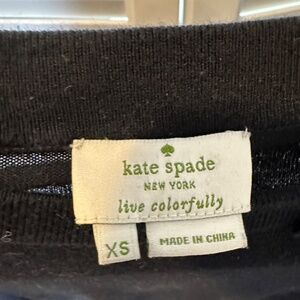 kate spade
NEW YORK
live colorfully
XS
MADE IN CHINA